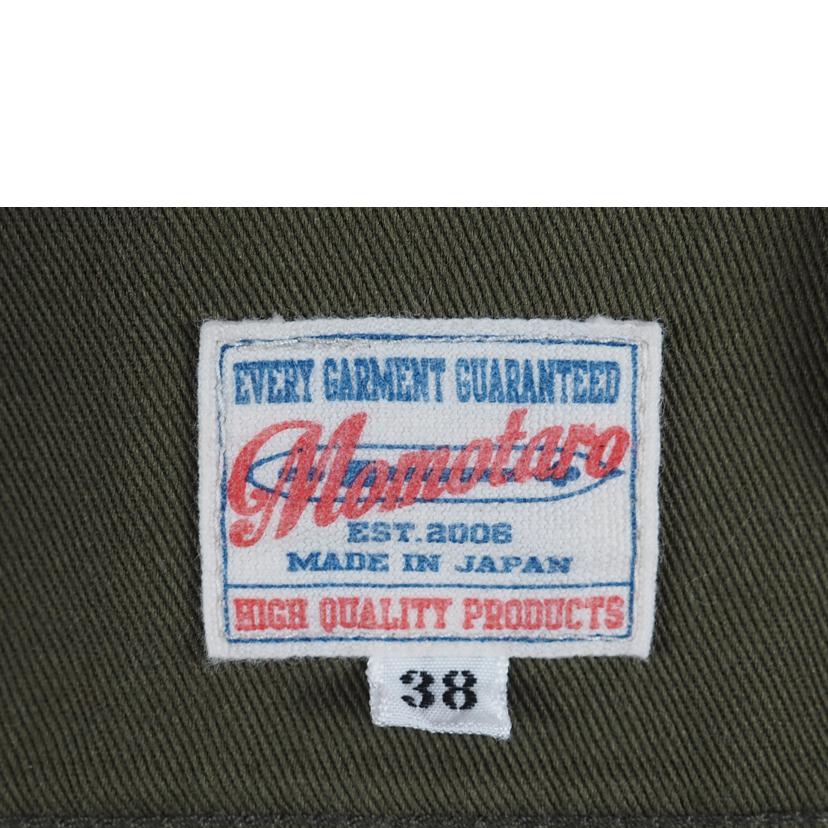 EVERY GARMENT GUARANTEED
Momotaro
EST.2006
MADE IN JAPAN
HIGH QUALITY PRODUCTS
38